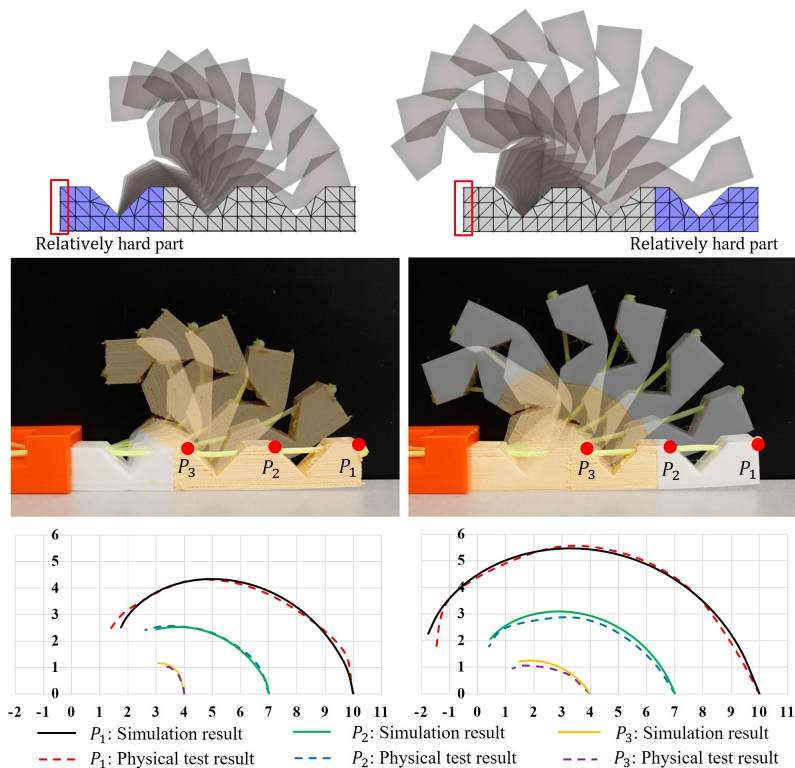 Relatively hard part
Relatively hard part
P₃ P₂ P₁
P₃ P₂ P₁
6
5
4
3
2
1
0
-2 -1 0 1 2 3 4 5 6 7 8 9 10 11
6
5
4
3
2
1
0
-2 -1 0 1 2 3 4 5 6 7 8 9 10 11
P₁: Simulation result P₂: Simulation result P₃: Simulation result
P₁: Physical test result P₂: Physical test result P₃: Physical test result